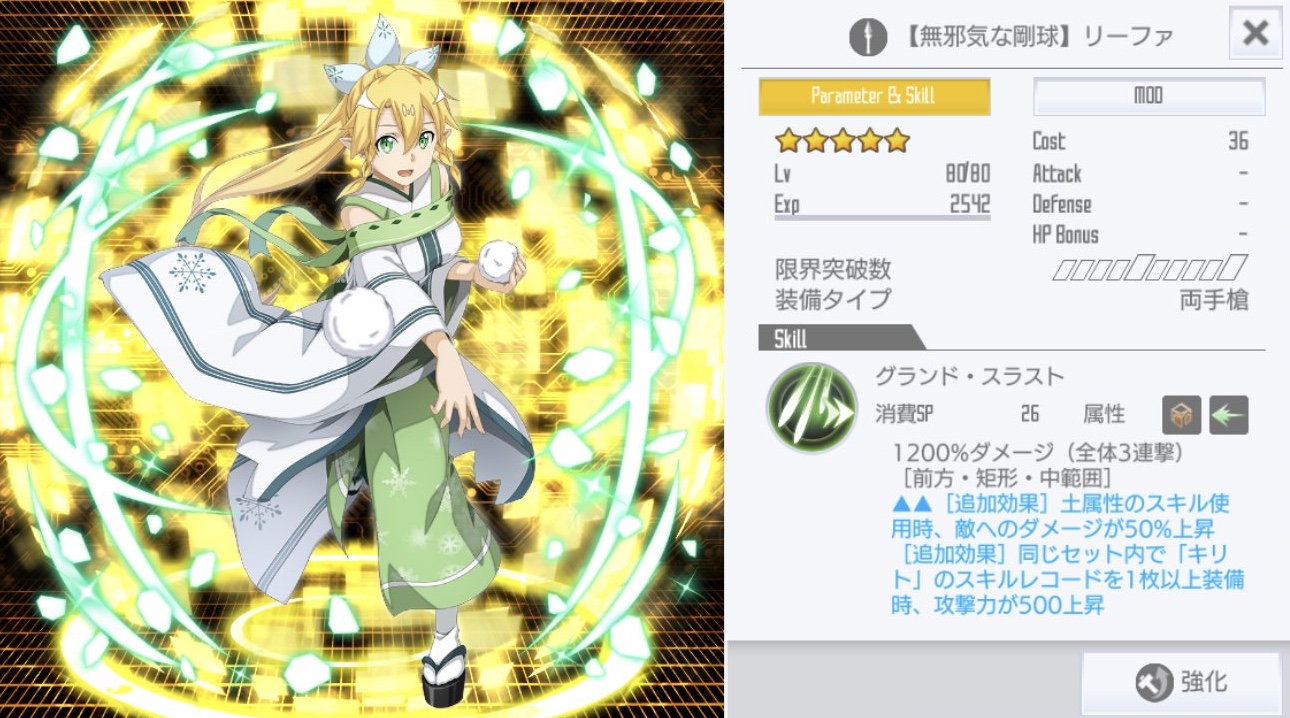 【無邪気な剛球】リーファ
Parameter & Skill
MOD
Lv 80/80
Exp 2542
Cost 36
Attack -
Defense -
HP Bonus -
限界突破数
装備タイプ 両手槍
Skill
グランド・スラスト
消費SP 26 属性
1200%ダメージ（全体3連撃）
［前方・矩形・中範囲］
▲▲［追加効果］土属性のスキル使
用時、敵へのダメージが50%上昇
［追加効果］同じセット内で「キリ
ト」のスキルレコードを1枚以上装備
時、攻撃力が500上昇
強化